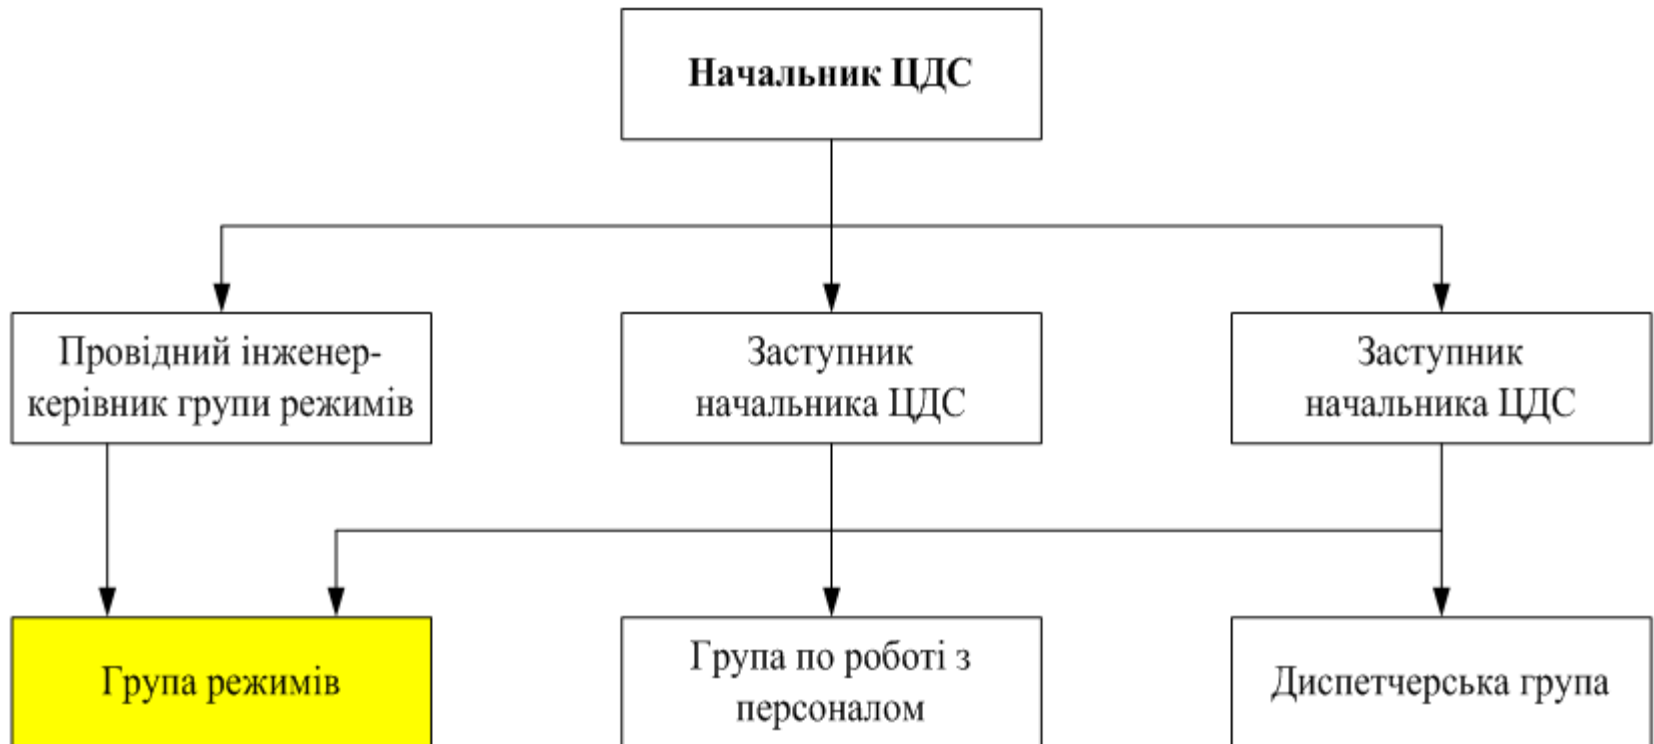 Начальник ЦДС
Провідний інженер-
керівник групи режимів
Заступник
начальника ЦДС
Заступник
начальника ЦДС
Група режимів
Група по роботі з
персоналом
Диспетчерська група